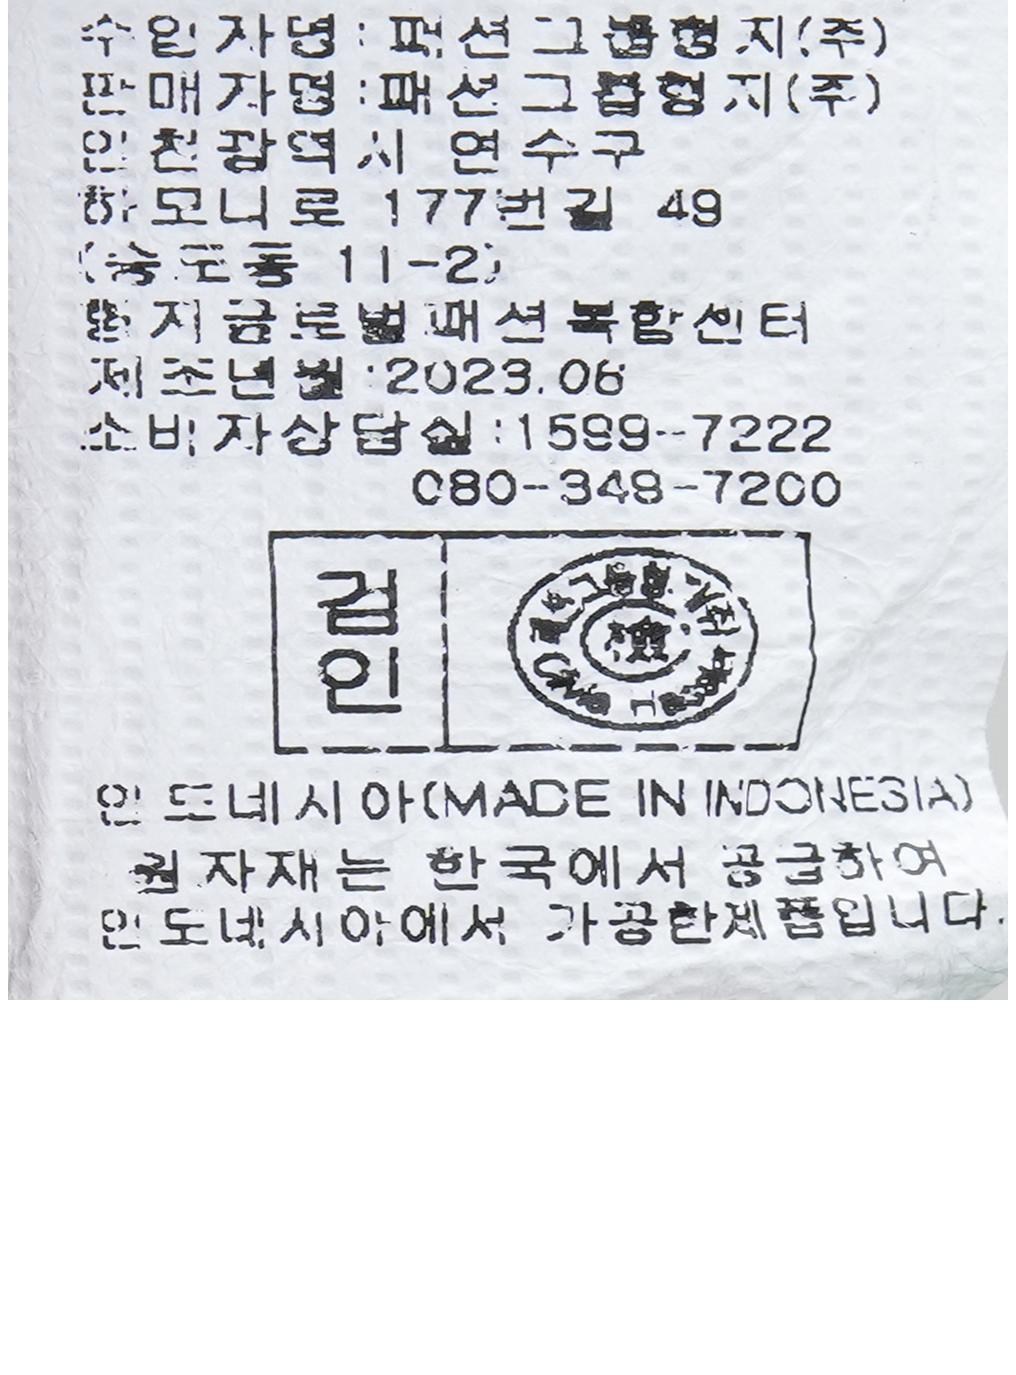 수입자명:패션그룹형지(주)
판매자명:패션그룹형지(주)
인천광역시 연수구
하모니로 177번길 49
(송도동 11-2)
형지글로벌패션복합센터
제조년월:2023.06
소비자상담실:1599-7222
080-348-7200
검
인
인도네시아(MADE IN INDONESIA)
원자재는 한국에서 공급하여
인도네시아에서 가공한제품입니다.